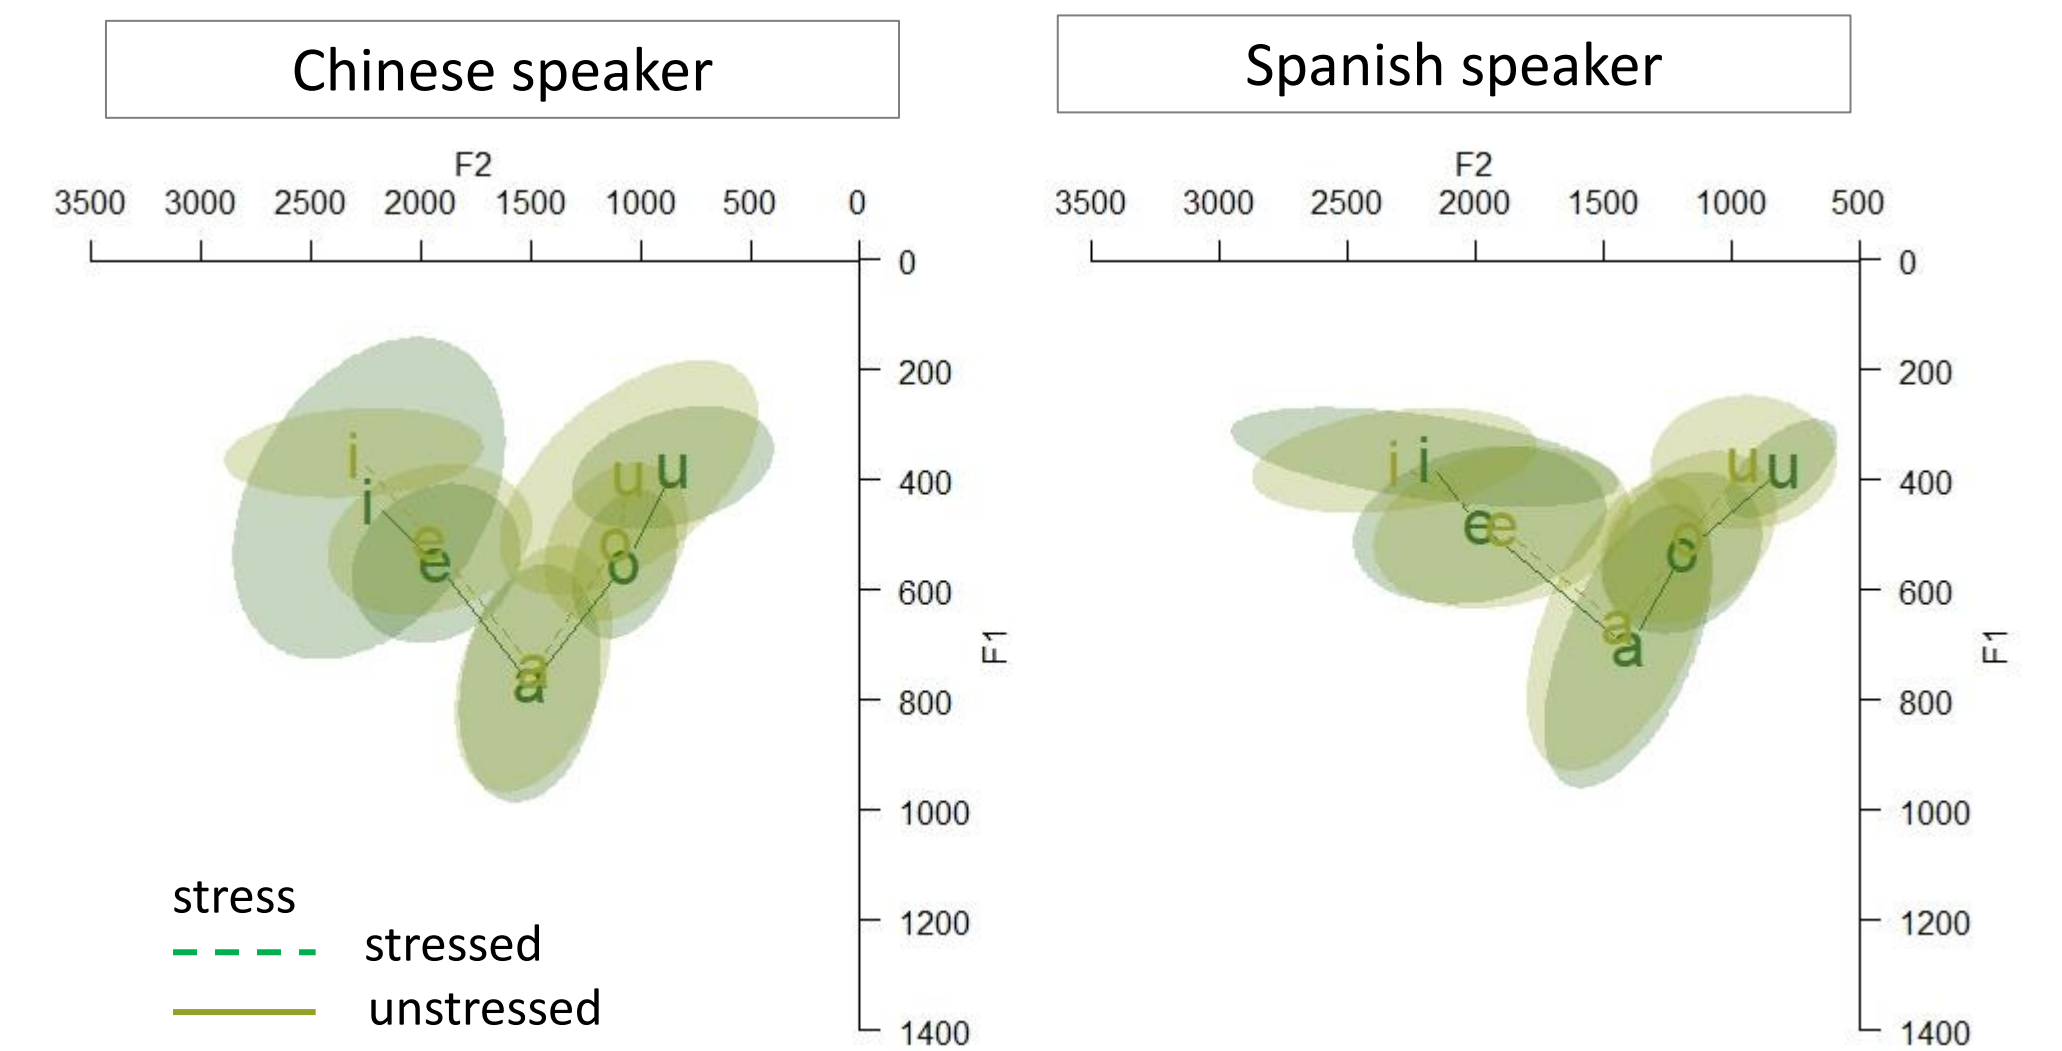 Chinese speaker
F2
3500 3000 2500 2000 1500 1000 500 0
0
200
400
600
800
1000
1200
1400
F1
i
i
e
e
a
a
o
o
u
u
stress
stressed
unstressed
Spanish speaker
F2
3500 3000 2500 2000 1500 1000 500
0
200
400
600
800
1000
1200
1400
F1
i i
e e
a
a
o
o
u u